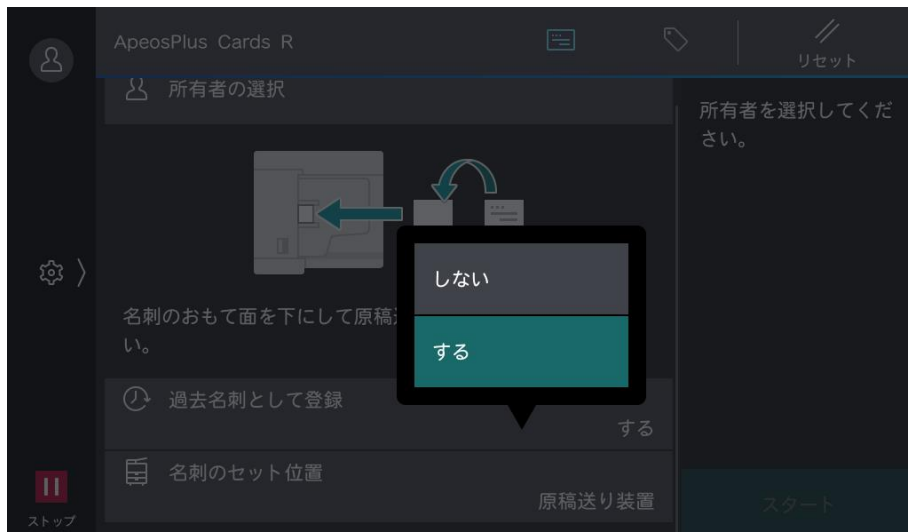 ApeosPlus Cards R
リセット
所有者の選択
所有者を選択してくだ
さい。
しない
する
名刺のおもて面を下にして原稿
い。
過去名刺として登録
する
名刺のセット位置
原稿送り装置
ストップ
スタート